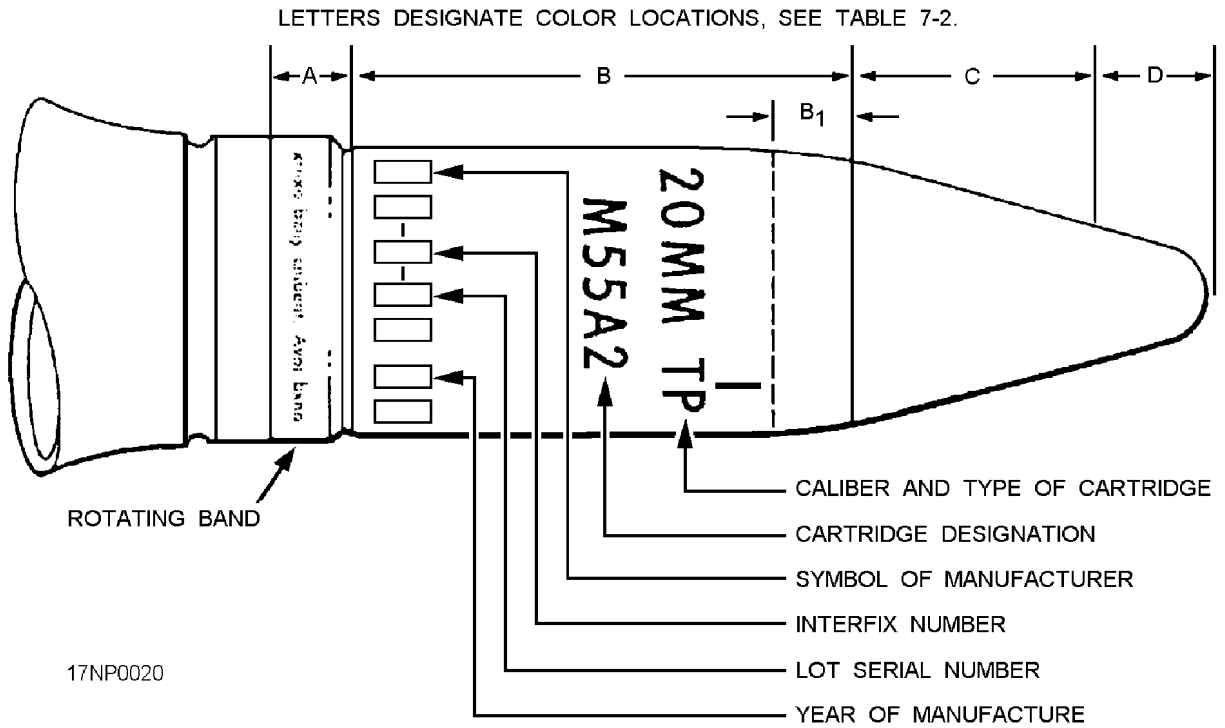 LETTERS DESIGNATE COLOR LOCATIONS, SEE TABLE 7-2.
A
B
C
D
B1
20MM TP
M55A2
ROTATING BAND
CALIBER AND TYPE OF CARTRIDGE
CARTRIDGE DESIGNATION
SYMBOL OF MANUFACTURER
INTERFIX NUMBER
LOT SERIAL NUMBER
YEAR OF MANUFACTURE
17NP0020